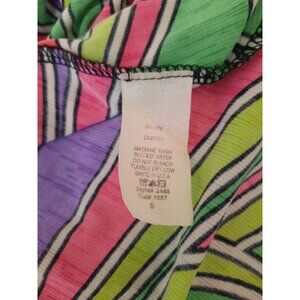 MACHINE WASH
IN COLD WATER
DO NOT BLEACH
TUMBLE DRY LOW
MADE IN U.S.A.
Style# 2448
Cut# 1057
S